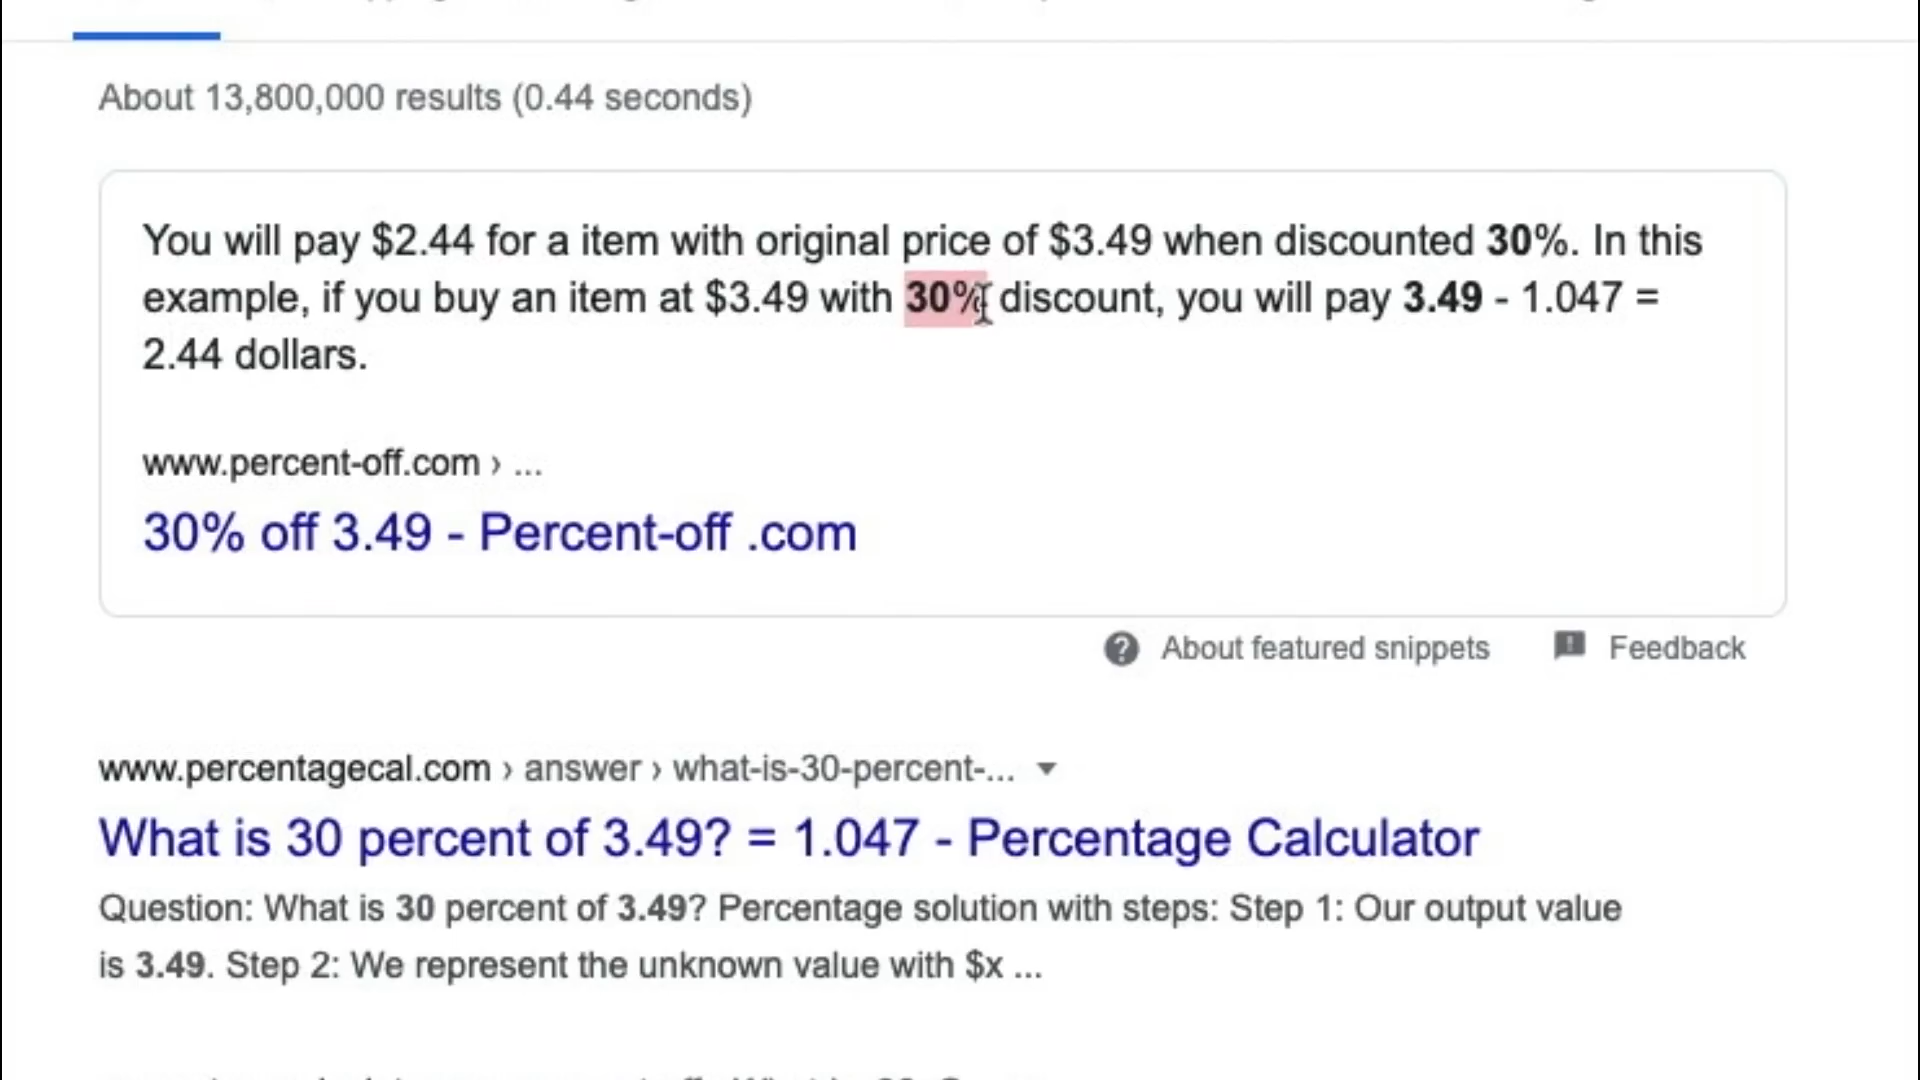 About 13,800,000 results (0.44 seconds)
You will pay $2.44 for a item with original price of $3.49 when discounted 30%. In this
example, if you buy an item at $3.49 with 30% discount, you will pay 3.49 - 1.047 =
2.44 dollars.
www.percent-off.com › ...
30% off 3.49 - Percent-off .com
About featured snippets
Feedback
www.percentagecal.com › answer › what-is-30-percent-...
What is 30 percent of 3.49? = 1.047 - Percentage Calculator
Question: What is 30 percent of 3.49? Percentage solution with steps: Step 1: Our output value
is 3.49. Step 2: We represent the unknown value with $x ...